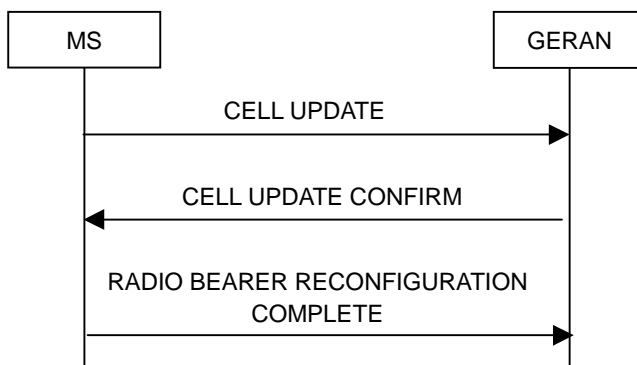 MS
GERAN
CELL UPDATE
CELL UPDATE CONFIRM
RADIO BEARER RECONFIGURATION
COMPLETE